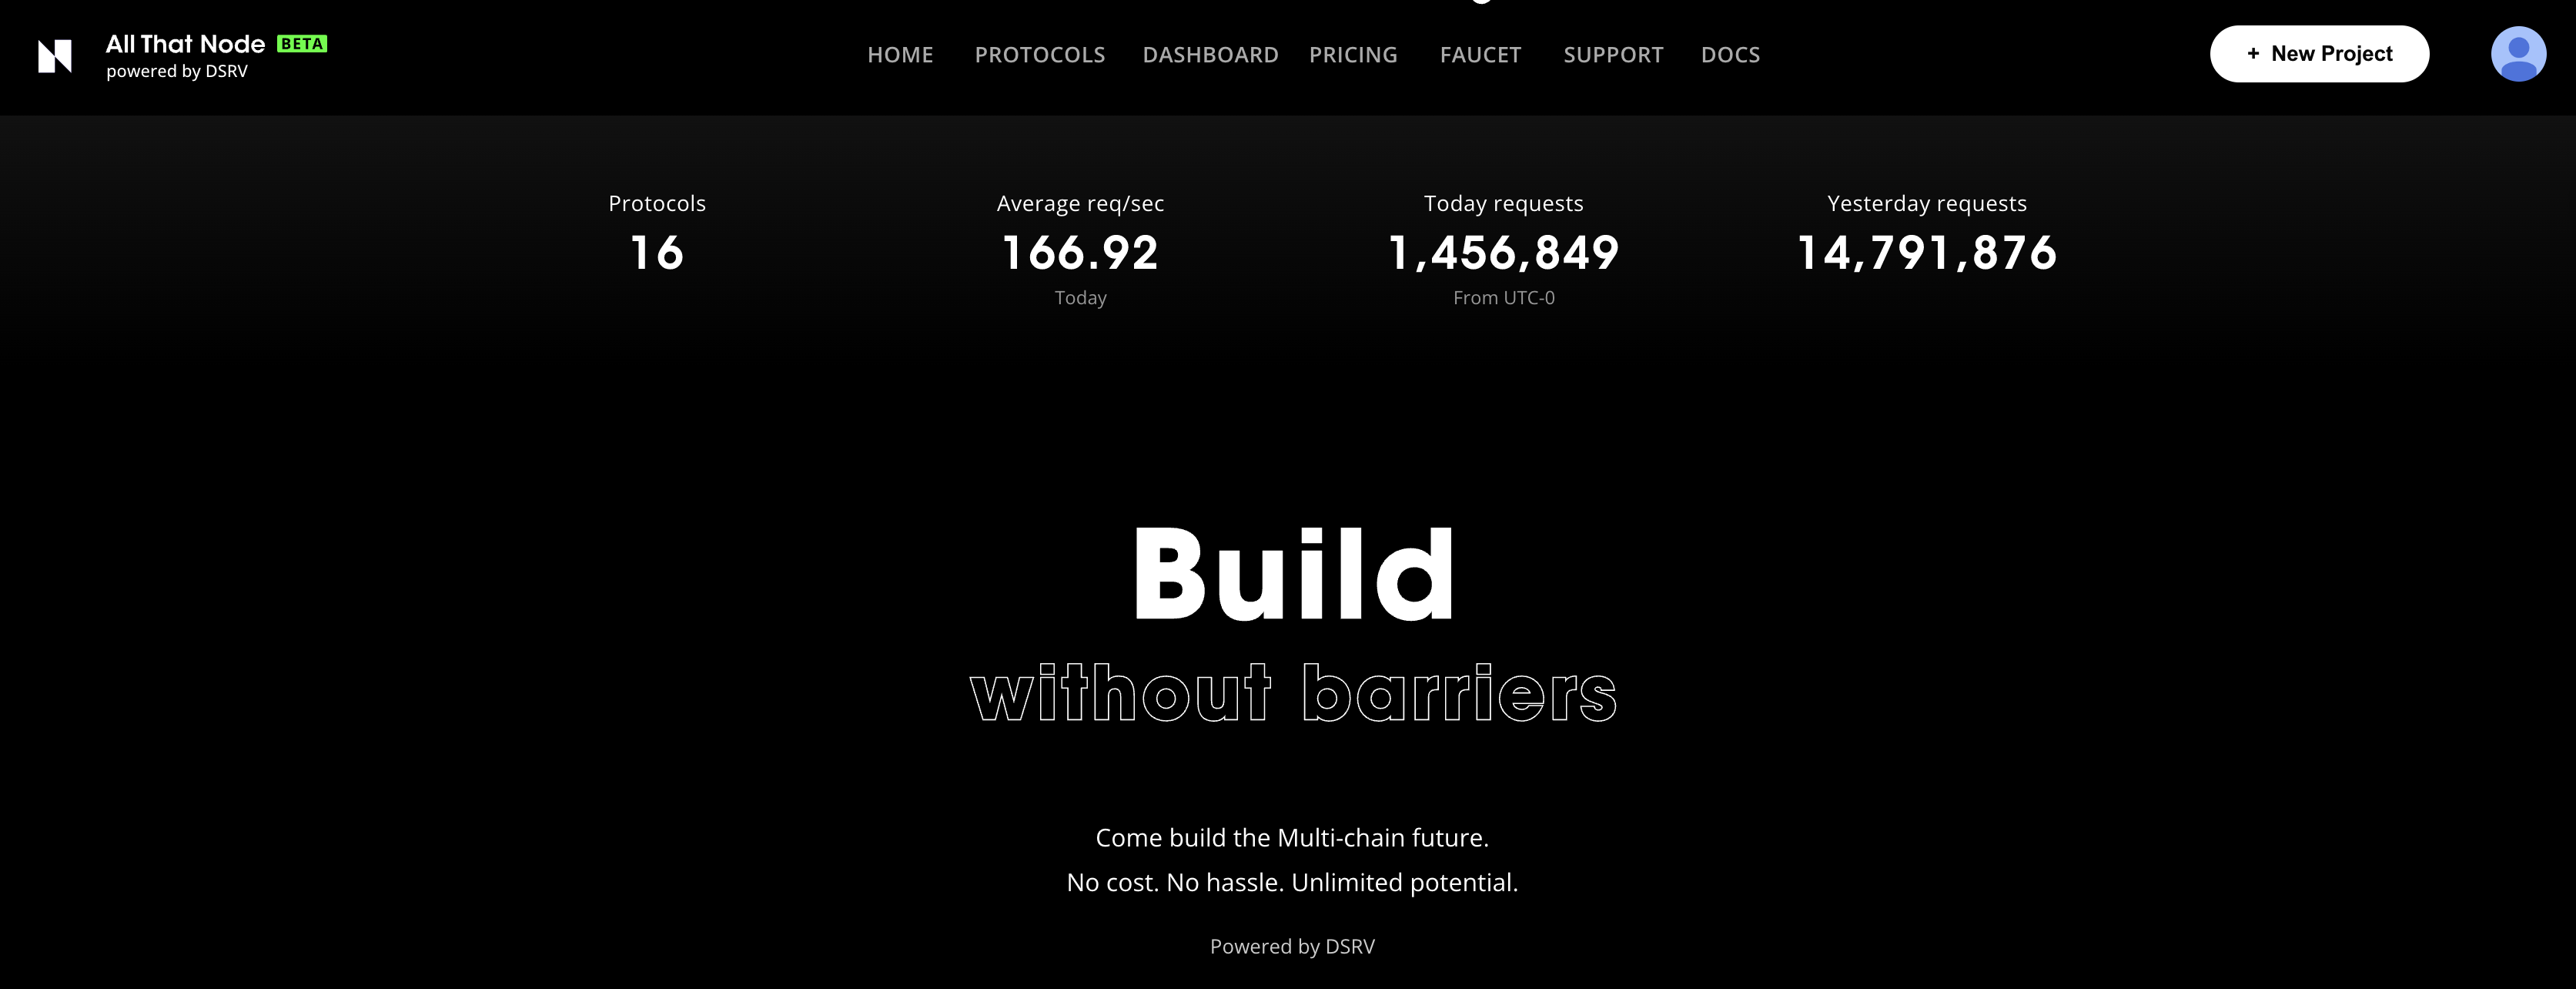 All That Node BETA
powered by DSRV
HOME PROTOCOLS DASHBOARD PRICING FAUCET SUPPORT DOCS
+ New Project
Protocols
16
Average req/sec
166.92
Today
Today requests
1,456,849
From UTC-0
Yesterday requests
14,791,876
Build
without barriers
Come build the Multi-chain future.
No cost. No hassle. Unlimited potential.
Powered by DSRV